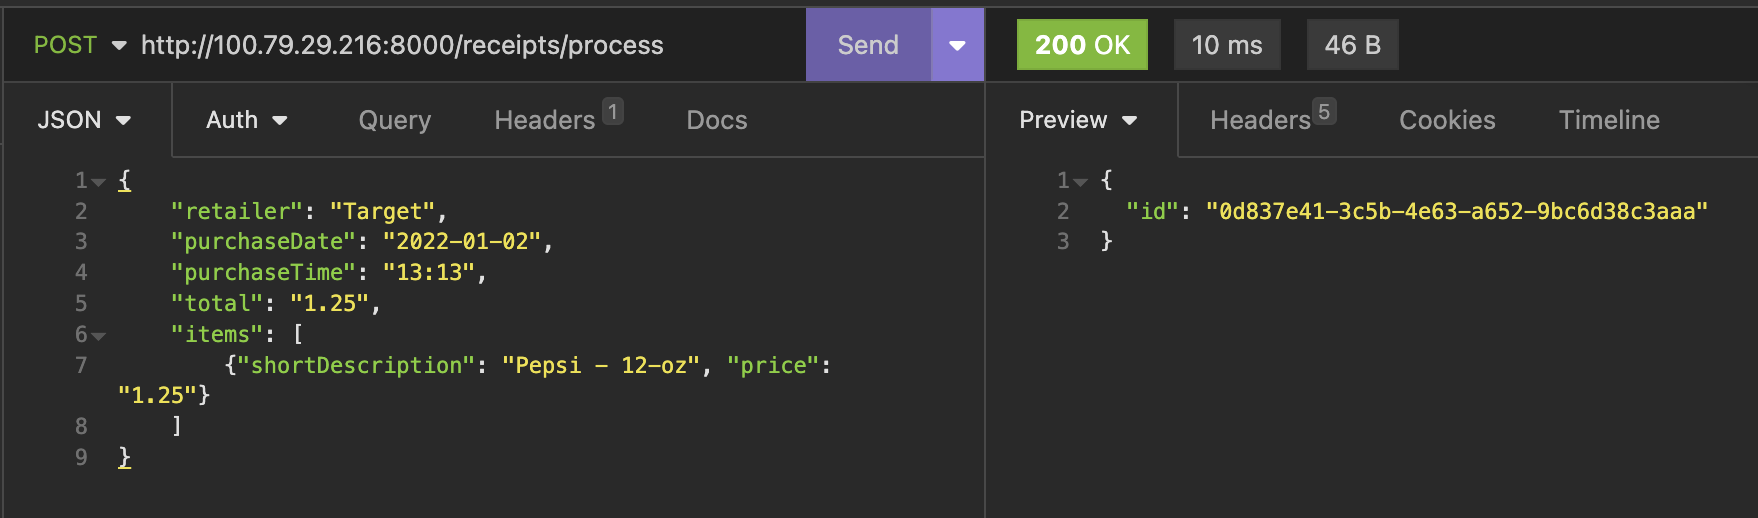 POST http://100.79.29.216:8000/receipts/process Send 200 OK 10 ms 46 B
JSON Auth Query Headers 1 Docs Preview Headers 5 Cookies Timeline
1 {
2 "retailer": "Target",
3 "purchaseDate": "2022-01-02",
4 "purchaseTime": "13:13",
5 "total": "1.25",
6 "items": [
7 {"shortDescription": "Pepsi - 12-oz", "price":
"1.25"}
8 ]
9 }
1 {
2 "id": "0d837e41-3c5b-4e63-a652-9bc6d38c3aaa"
3 }